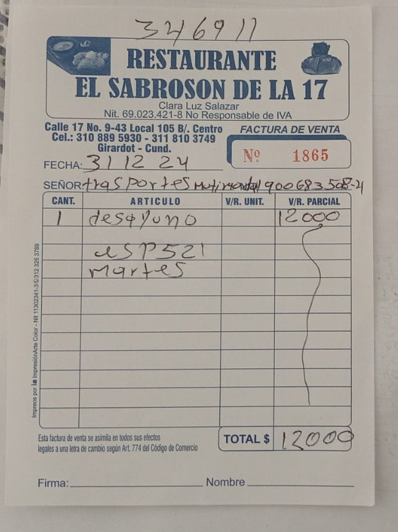 346911
RESTAURANTE
EL SABROSON DE LA 17
Clara Luz Salazar
Nit. 69.023.421-8 No Responsable de IVA
Calle 17 No. 9-43 Local 105 B/. Centro
Cel.: 310 889 5930 - 311 810 3749
Girardot - Cund.
FACTURA DE VENTA
Nº 1865
FECHA: 31 12 24
SEÑOR: trasportes mutimodal 900683508-4
CANT. ARTICULO V/R. UNIT. V/R. PARCIAL
1 desayuno 12000
esp521
martes
Esta factura de venta se asimila en todos sus efectos
legales a una letra de cambio según Art. 774 del Código de Comercio
TOTAL $ 12000
Firma: Nombre